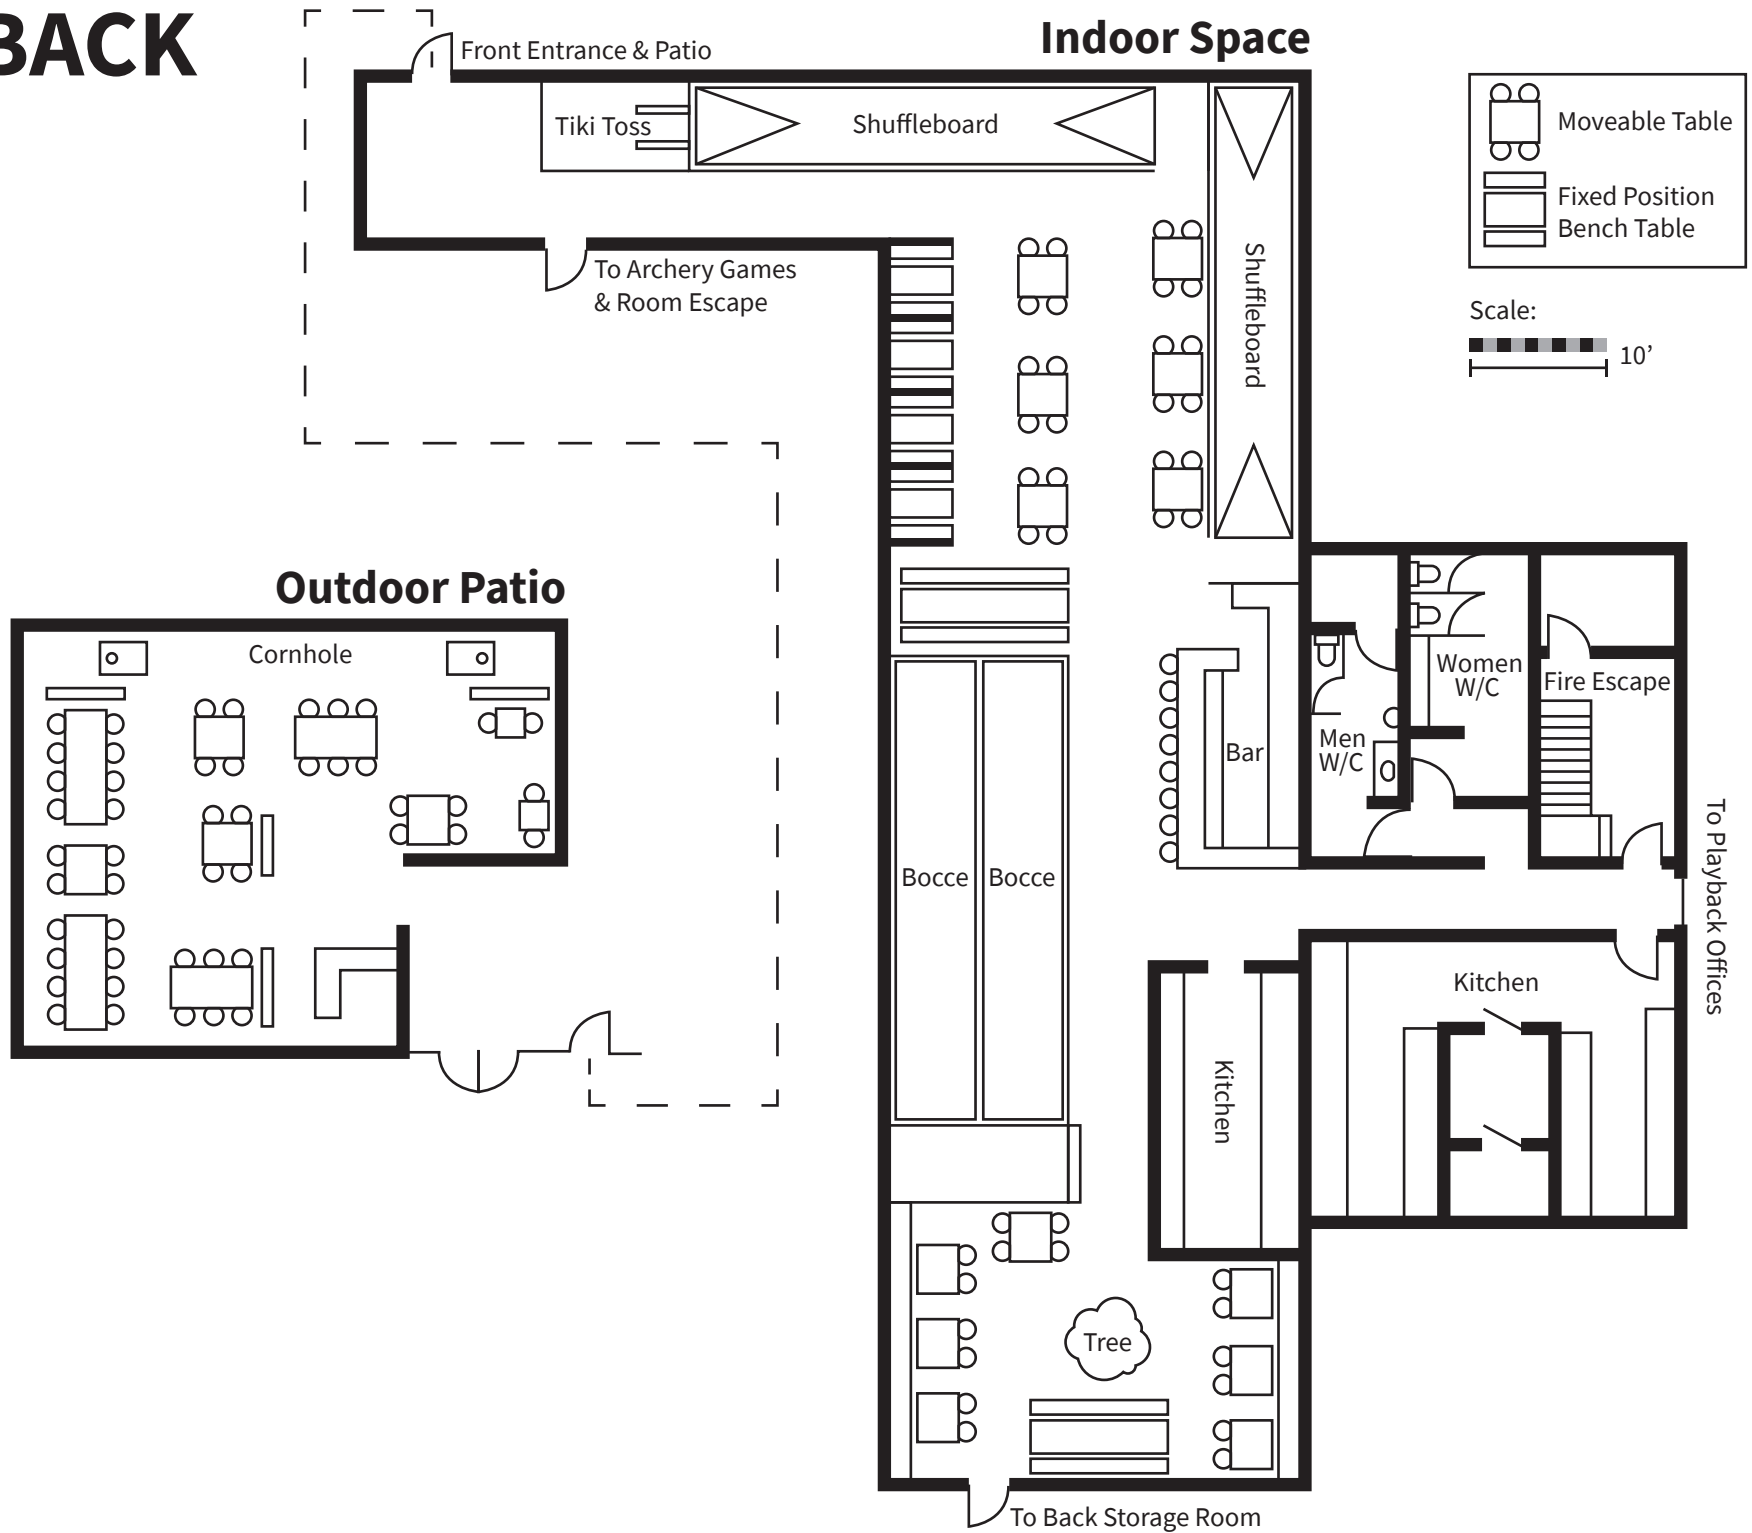 BACK
Indoor Space
Front Entrance & Patio
Tiki Toss
Shuffleboard
Moveable Table
Fixed Position
Bench Table
Scale:
10’
To Archery Games
& Room Escape
Shuffleboard
Outdoor Patio
Cornhole
Women
W/C
Fire Escape
Men
W/C
Bar
To Playback Offices
Bocce
Bocce
Kitchen
Kitchen
Tree
To Back Storage Room